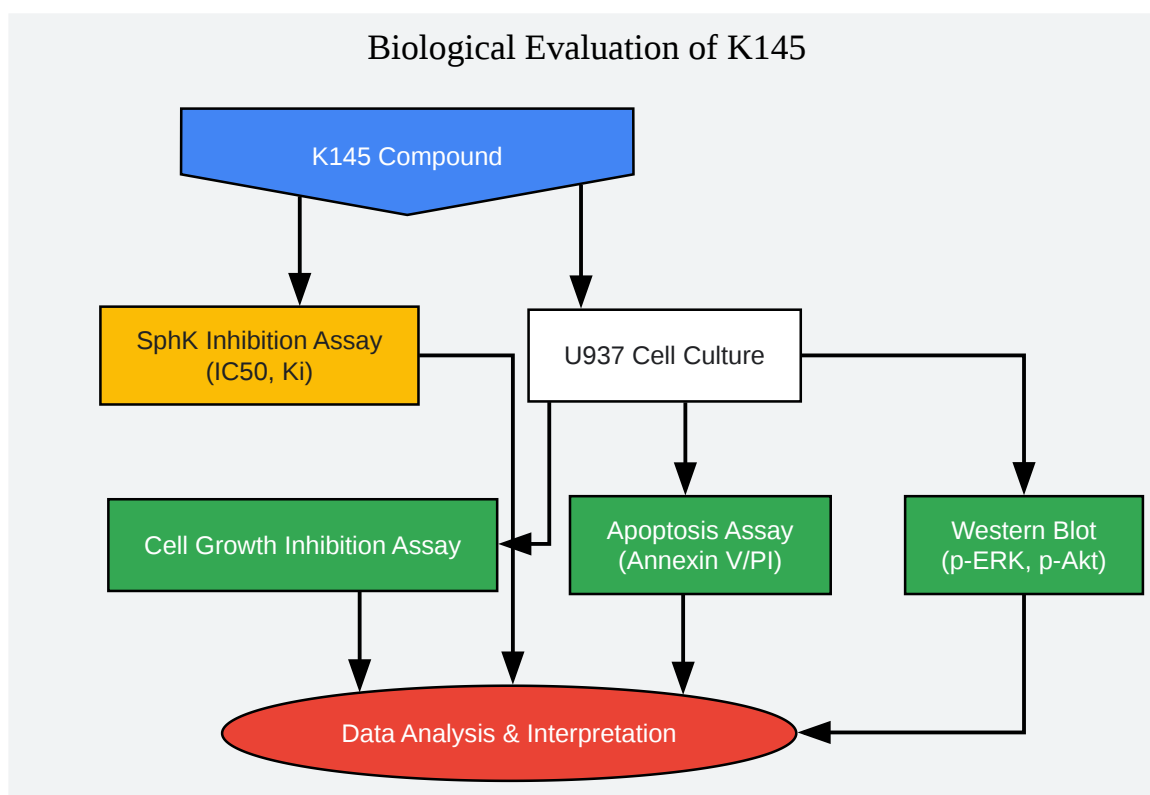 Biological Evaluation of K145
K145 Compound
SphK Inhibition Assay
(IC50, Ki)
U937 Cell Culture
Cell Growth Inhibition Assay
Apoptosis Assay
(Annexin V/PI)
Western Blot
(p-ERK, p-Akt)
Data Analysis & Interpretation